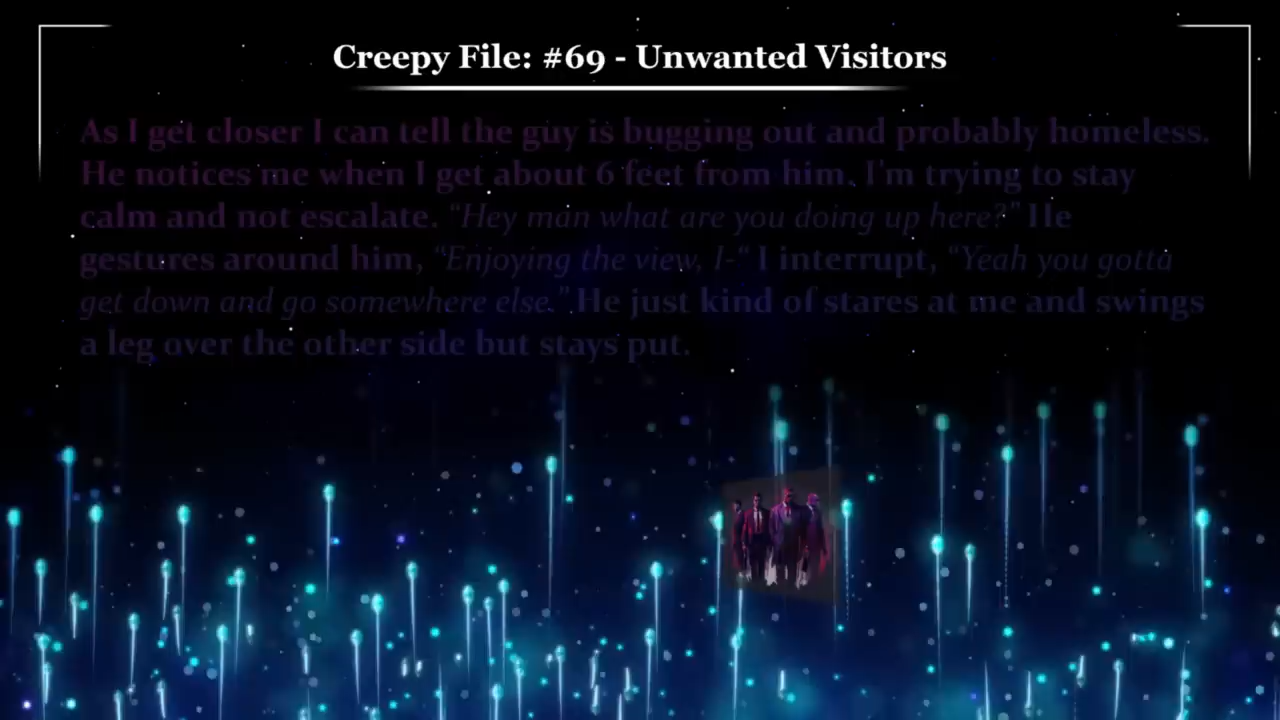 Creepy File: #69 - Unwanted Visitors
As I get closer I can tell the guy is bugging out and probably homeless.
He notices me when I get about 6 feet from him. I'm trying to stay
calm and not escalate. “Hey man what are you doing up here?” He
gestures around him, “Enjoying the view, I-“ I interrupt, “Yeah you gotta
get down and go somewhere else.” He just kind of stares at me and swings
a leg over the other side but stays put.